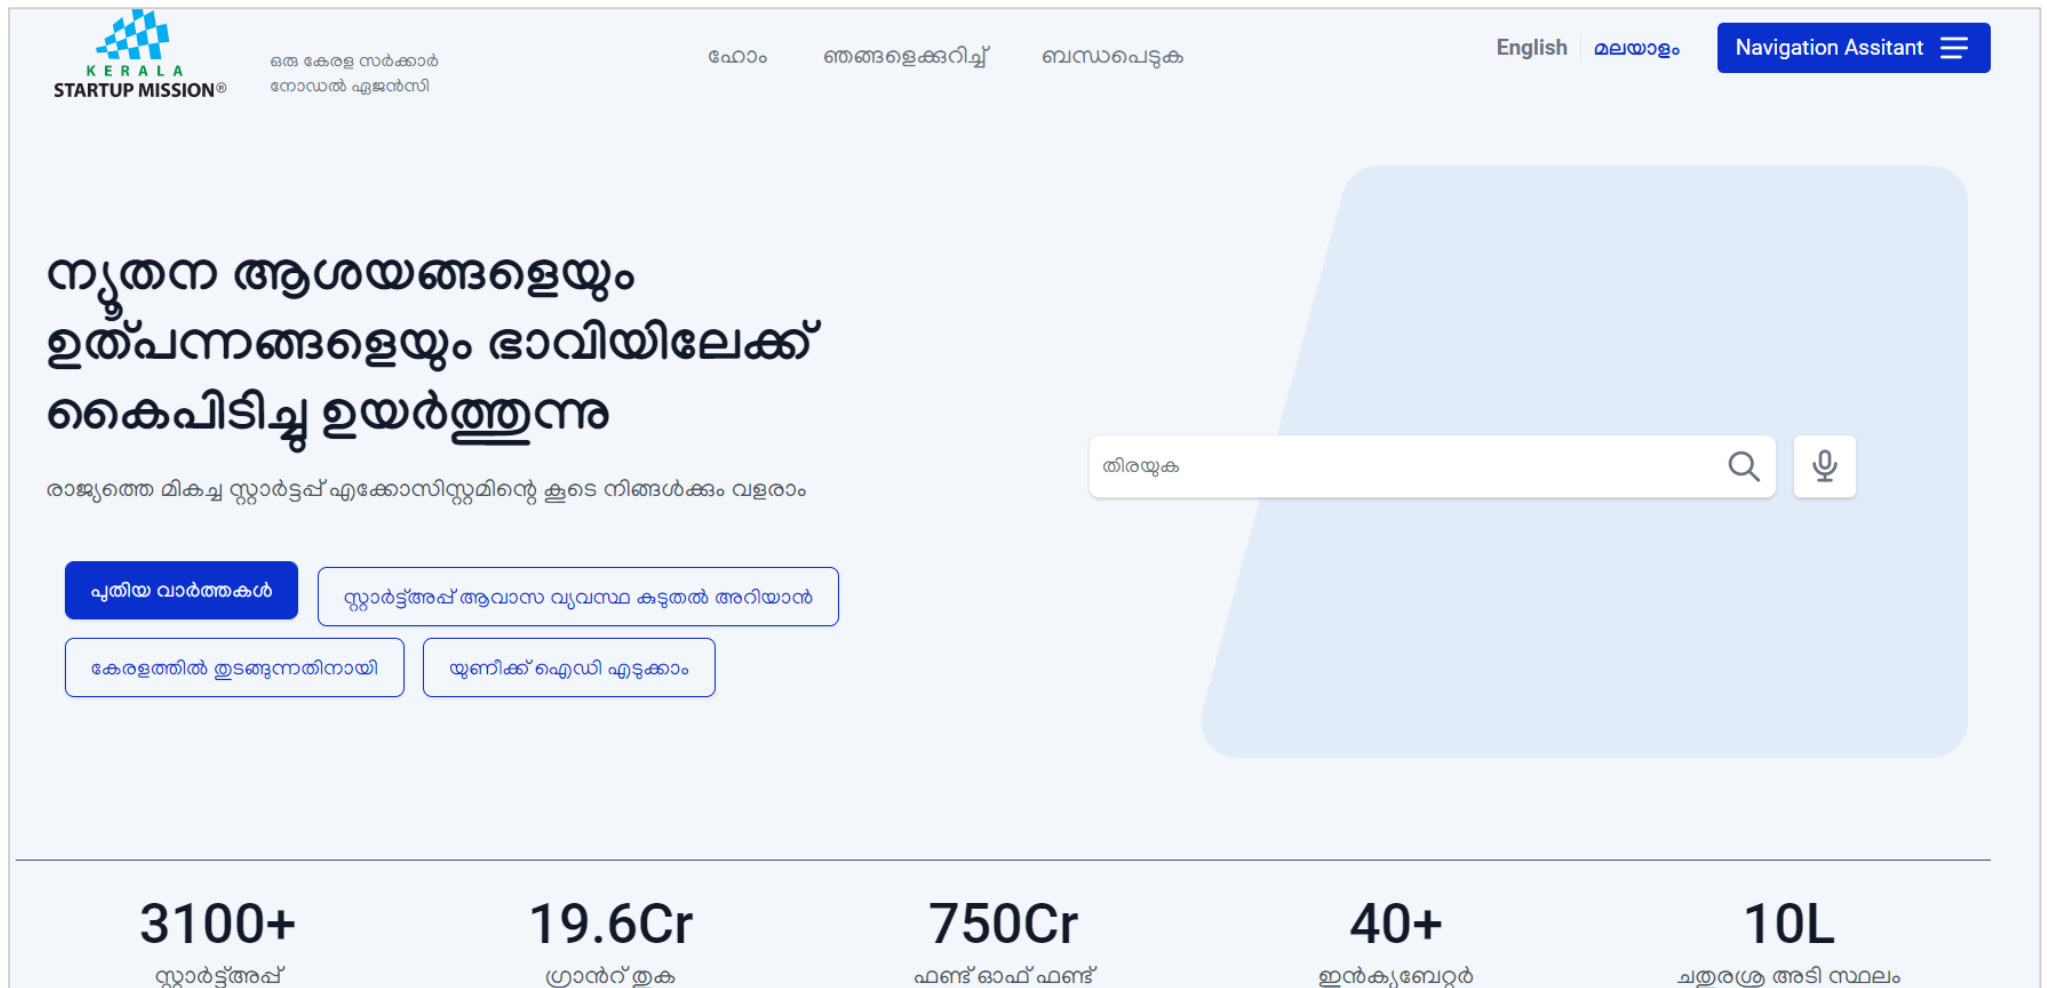 KERALA
STARTUP MISSION®
ഒരു കേരള സർക്കാർ
നോഡൽ ഏജൻസി
ഹോം
ഞങ്ങളെക്കുറിച്ച്
ബന്ധപെടുക
English
മലയാളം
Navigation Assitant
ന്യൂതന ആശയങ്ങളെയും
ഉത്പന്നങ്ങളെയും ഭാവിയിലേക്ക്
കൈപിടിച്ചു ഉയർത്തുന്നു
രാജ്യത്തെ മികച്ച സ്റ്റാർട്ടപ്പ് എക്കോസിസ്റ്റമിന്റെ കൂടെ നിങ്ങൾക്കും വളരാം
തിരയുക
പുതിയ വാർത്തകൾ
സ്റ്റാർട്ട്അപ്പ് ആവാസ വ്യവസ്ഥ കുടുതൽ അറിയാൻ
കേരളത്തിൽ തുടങ്ങുന്നതിനായി
യുണീക്ക് ഐഡി എടുക്കാം
3100+
19.6Cr
750Cr
40+
10L
സ്റ്റാർട്ട്അപ്പ്
ഗ്രാൻറ് തുക
ഫണ്ട് ഓഫ് ഫണ്ട്
ഇൻക്യുബേറ്റർ
ചതുരശ്ര അടി സ്ഥലം